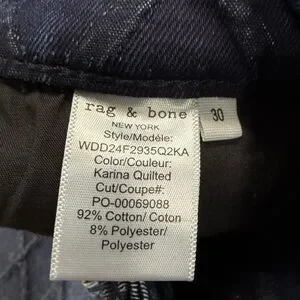 rag & bone
NEW YORK
30
Style/Modéle:
WDD24F2935Q2KA
Color/Couleur:
Karina Quilted
Cut/Coupe#:
PO-00069088
92% Cotton/ Coton
8% Polyester/
Polyester